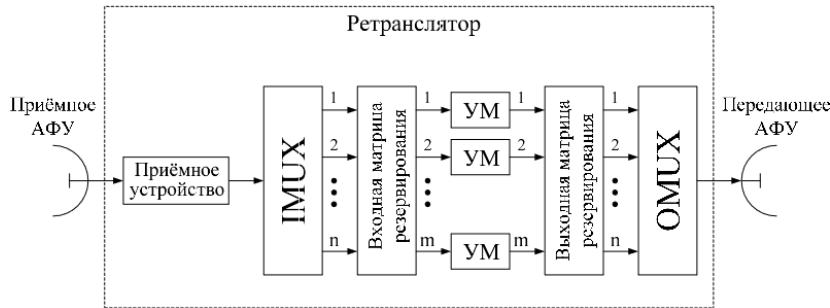 Ретранслятор
Приёмное
АФУ
Приёмное
устройство
IMUX
1
2
n
Входная матрица
резервирования
1
2
m
УМ
УМ
УМ
1
2
m
Выходная матрица
резервирования
1
2
n
OMUX
Передающее
АФУ